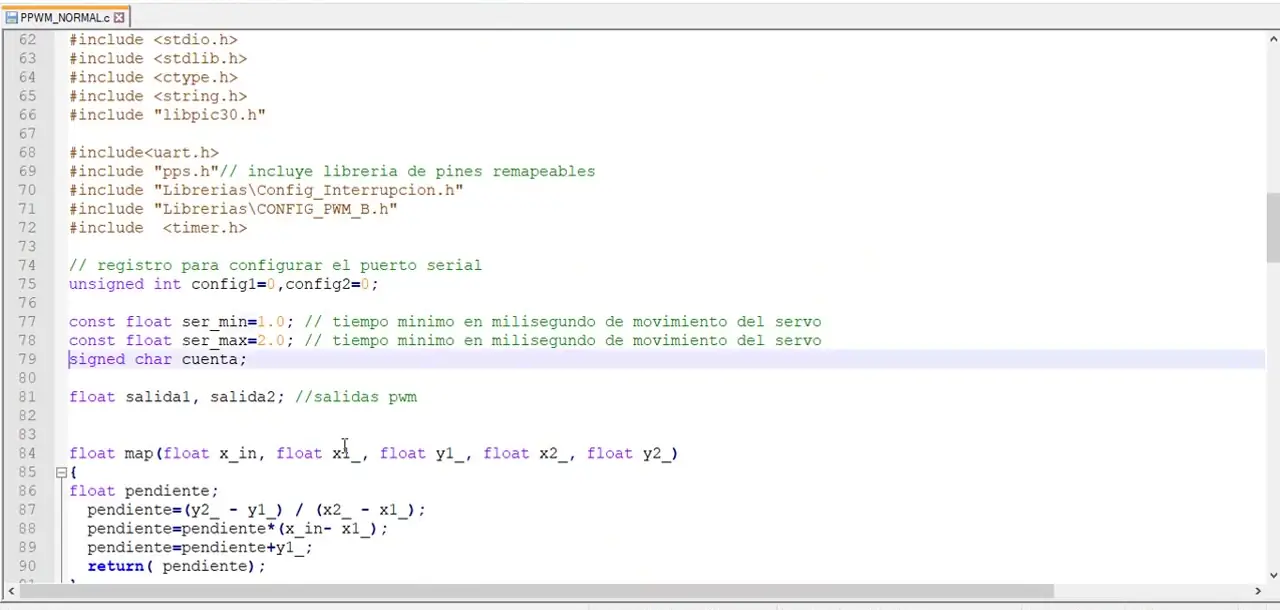 PPWM_NORMAL.c
62 #include <stdio.h>
63 #include <stdlib.h>
64 #include <ctype.h>
65 #include <string.h>
66 #include "libpic30.h"
67
68 #include<uart.h>
69 #include "pps.h"// incluye libreria de pines remapeables
70 #include "Librerias\Config_Interrupcion.h"
71 #include "Librerias\CONFIG_PWM_B.h"
72 #include  <timer.h>
73
74 // registro para configurar el puerto serial
75 unsigned int config1=0,config2=0;
76
77 const float ser_min=1.0; // tiempo minimo en milisegundo de movimiento del servo
78 const float ser_max=2.0; // tiempo minimo en milisegundo de movimiento del servo
79 signed char cuenta;
80
81 float salida1, salida2; //salidas pwm
82
83
84 float map(float x_in, float x1_, float y1_, float x2_, float y2_)
85 {
86 float pendiente;
87 pendiente=(y2_ - y1_) / (x2_ - x1_);
88 pendiente=pendiente*(x_in- x1_);
89 pendiente=pendiente+y1_;
90 return( pendiente);